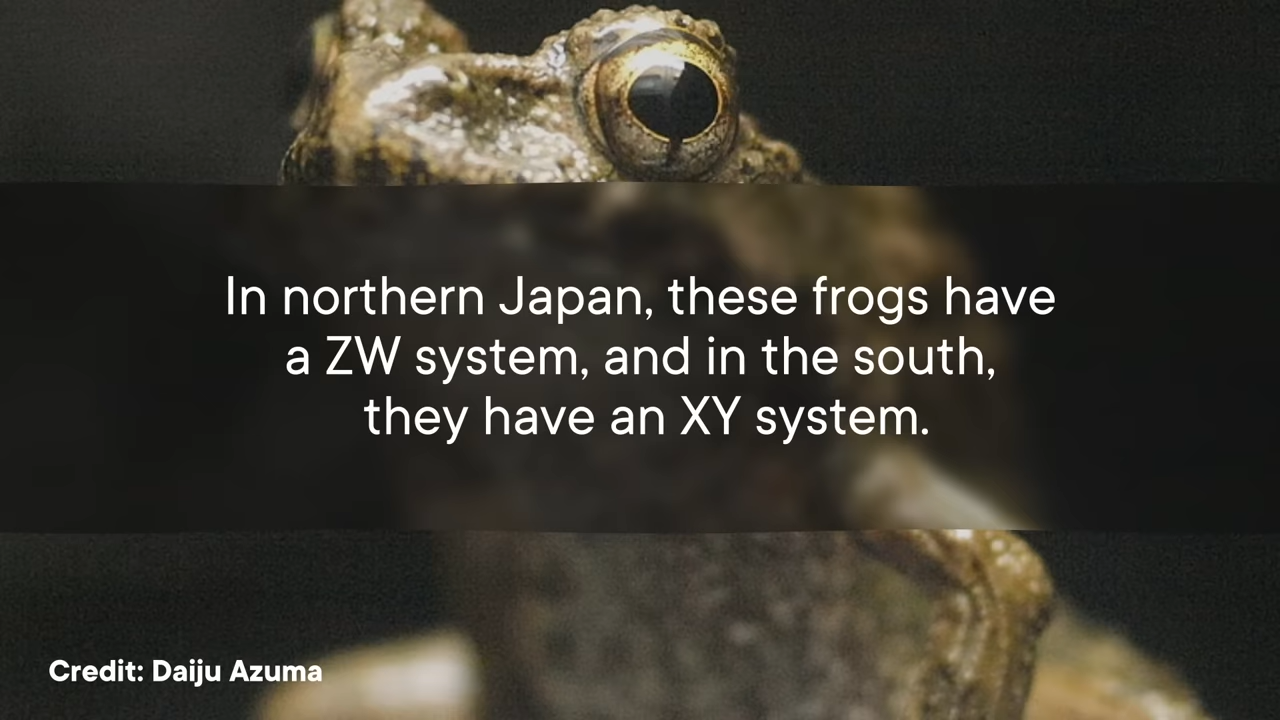 In northern Japan, these frogs have
a ZW system, and in the south,
they have an XY system.
Credit: Daiju Azuma